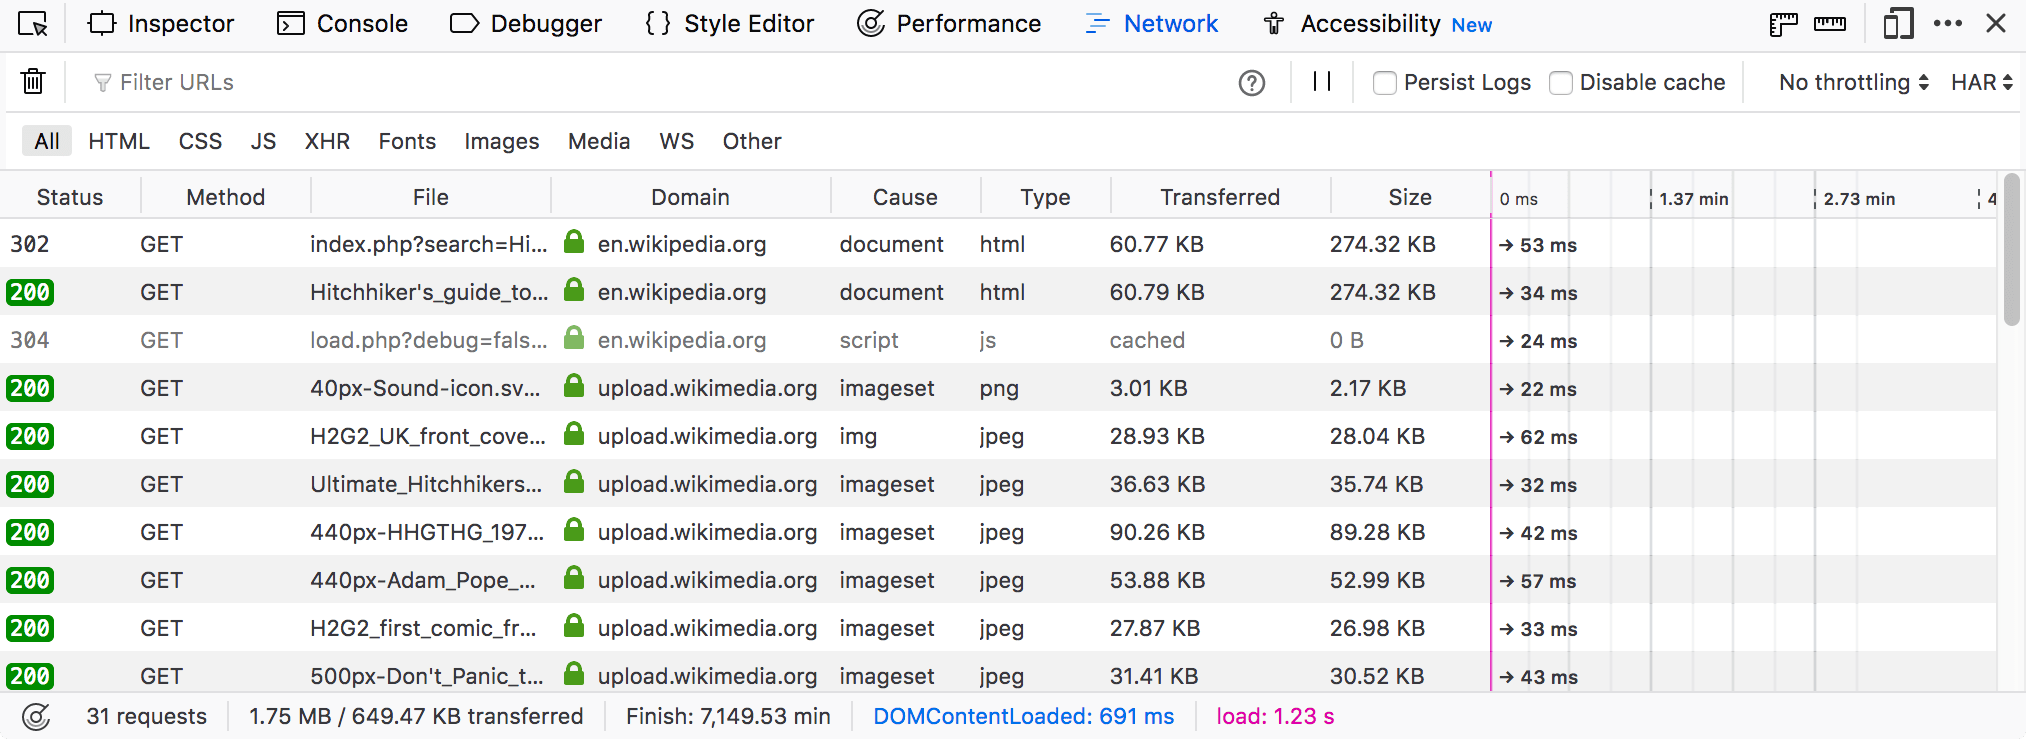 Inspector Console Debugger { } Style Editor Performance Network Accessibility New
Filter URLs Persist Logs Disable cache No throttling HAR
All HTML CSS JS XHR Fonts Images Media WS Other
Status Method File Domain Cause Type Transferred Size 0 ms 1.37 min 2.73 min 4
302 GET index.php?search=Hi... en.wikipedia.org document html 60.77 KB 274.32 KB → 53 ms
200 GET Hitchhiker's_guide_to... en.wikipedia.org document html 60.79 KB 274.32 KB → 34 ms
304 GET load.php?debug=fals... en.wikipedia.org script js cached 0 B → 24 ms
200 GET 40px-Sound-icon.sv... upload.wikimedia.org imageset png 3.01 KB 2.17 KB → 22 ms
200 GET H2G2_UK_front_cove... upload.wikimedia.org img jpeg 28.93 KB 28.04 KB → 62 ms
200 GET Ultimate_Hitchhikers... upload.wikimedia.org imageset jpeg 36.63 KB 35.74 KB → 32 ms
200 GET 440px-HHGTHG_197... upload.wikimedia.org imageset jpeg 90.26 KB 89.28 KB → 42 ms
200 GET 440px-Adam_Pope_... upload.wikimedia.org imageset jpeg 53.88 KB 52.99 KB → 57 ms
200 GET H2G2_first_comic_fr... upload.wikimedia.org imageset jpeg 27.87 KB 26.98 KB → 33 ms
200 GET 500px-Don't_Panic_t... upload.wikimedia.org imageset jpeg 31.41 KB 30.52 KB → 43 ms
31 requests 1.75 MB / 649.47 KB transferred Finish: 7,149.53 min DOMContentLoaded: 691 ms load: 1.23 s